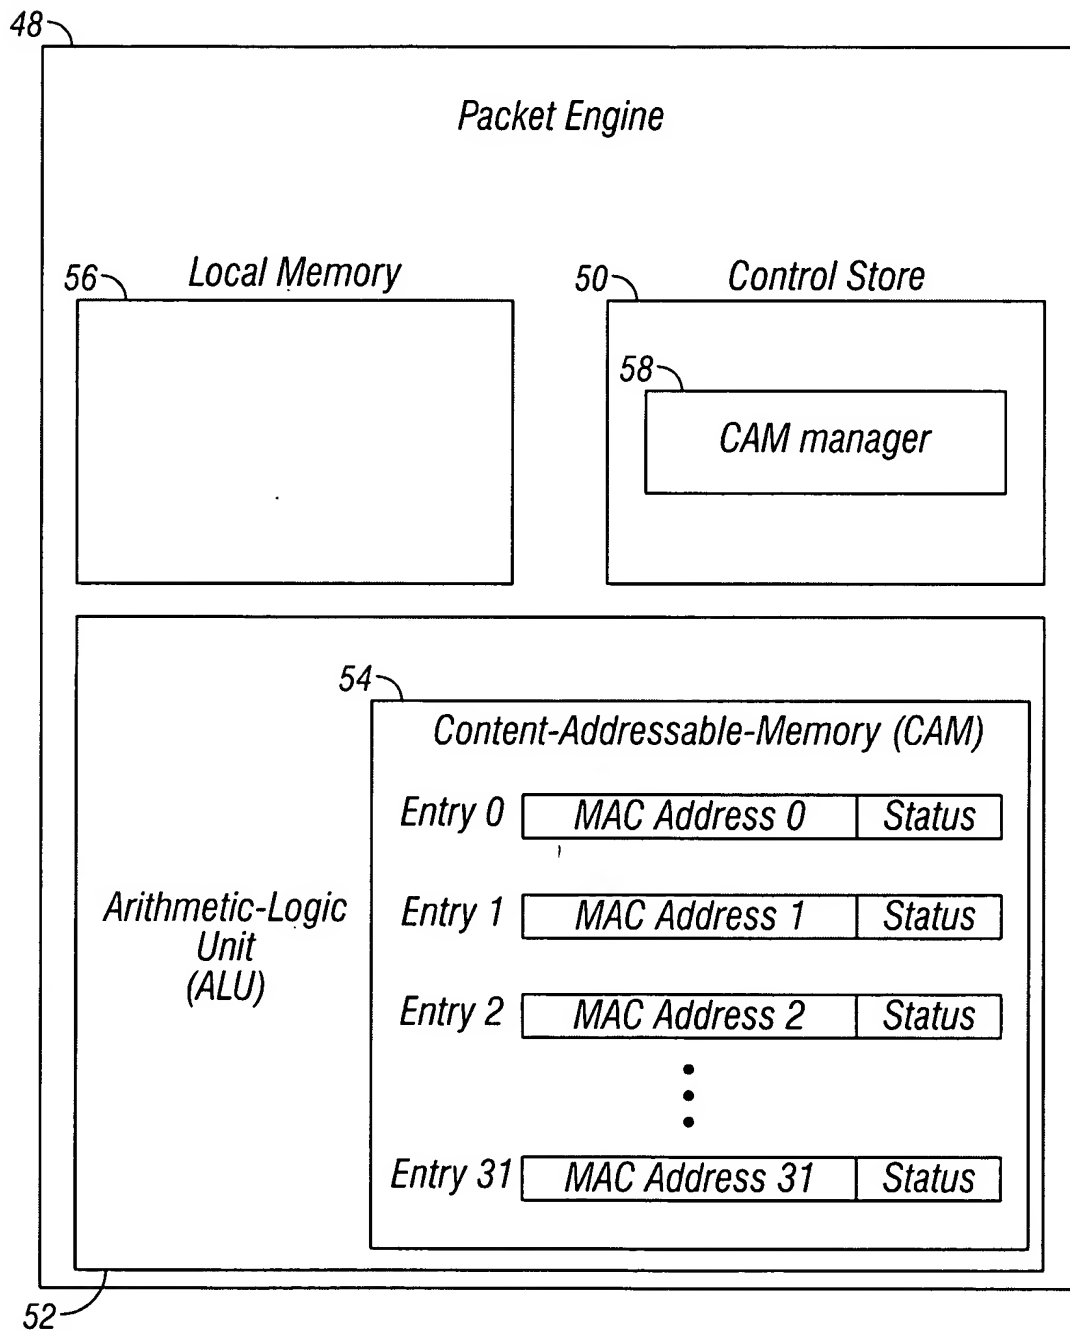 48
Packet Engine
56
Local Memory
50
Control Store
58
CAM manager
54
Content-Addressable-Memory (CAM)
Entry 0 MAC Address 0 Status
Entry 1 MAC Address 1 Status
Entry 2 MAC Address 2 Status
Entry 31 MAC Address 31 Status
Arithmetic-Logic
Unit
(ALU)
52